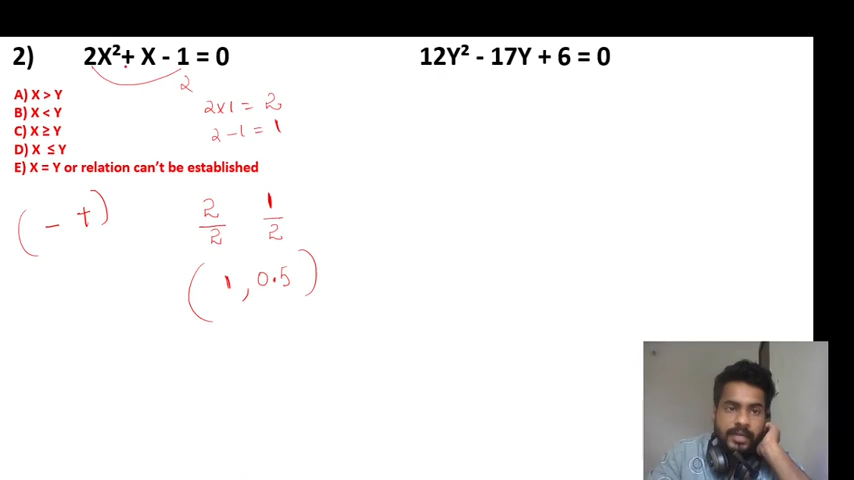 2) 2X²+ X - 1 = 0 12Y² - 17Y + 6 = 0
2
A) X > Y
B) X < Y
C) X ≥ Y
D) X ≤ Y
E) X = Y or relation can't be established
2x1 = 2
2-1 = 1
(- +)
2/2 1/2
(1, 0.5)